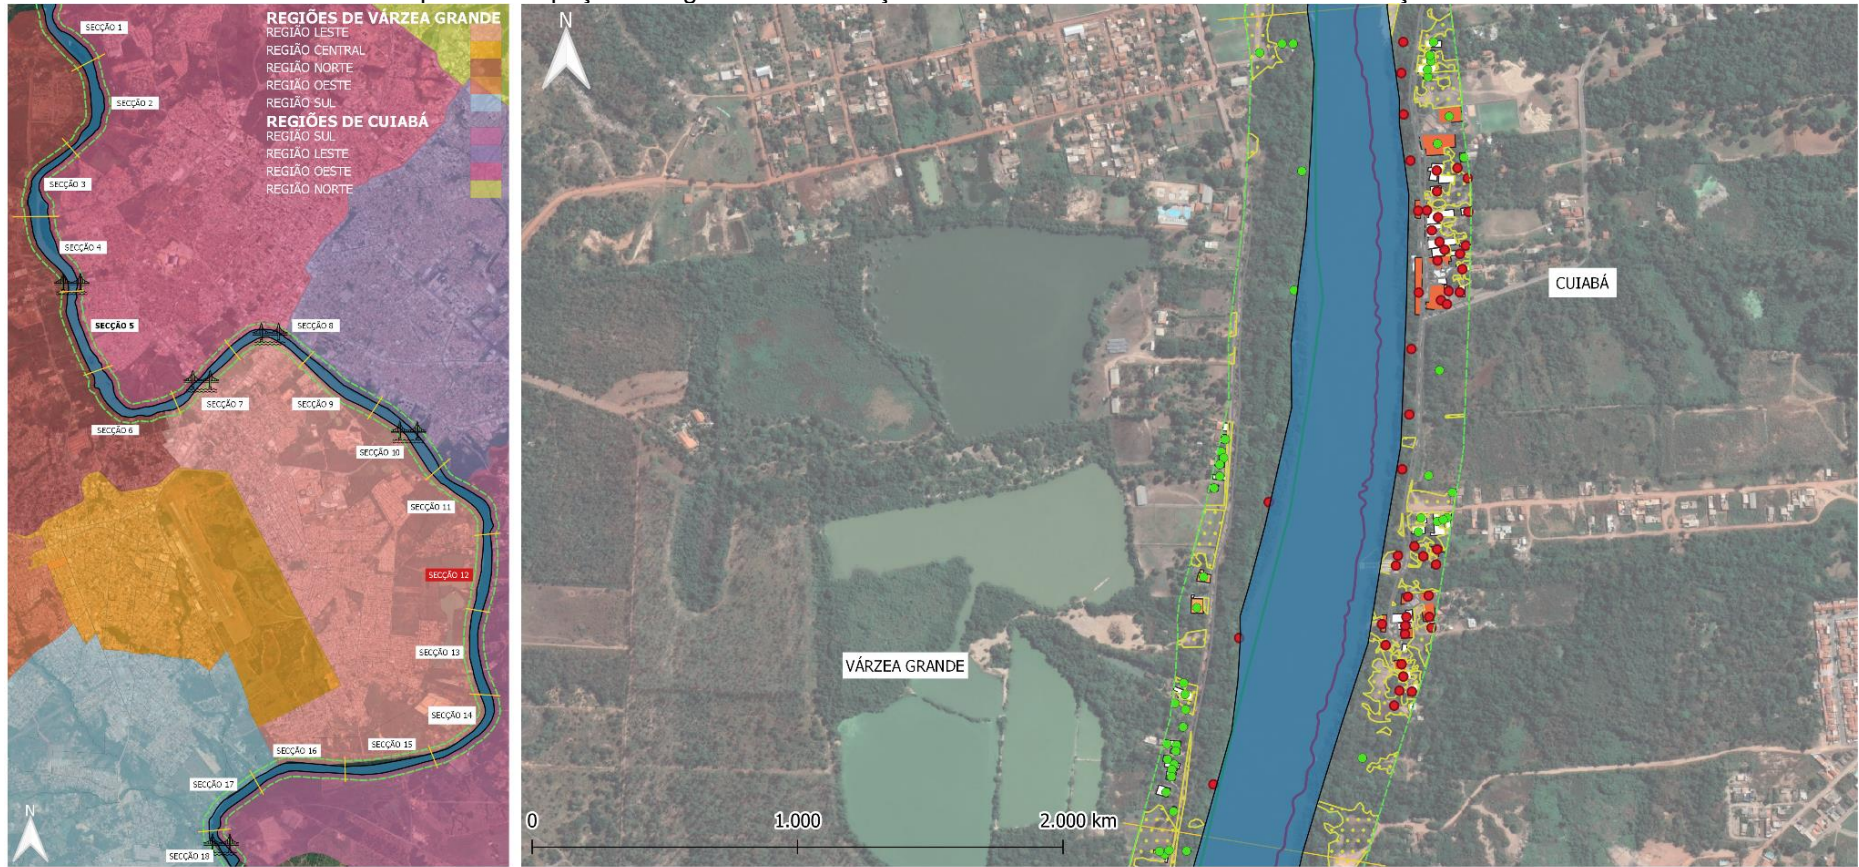 REGIÕES DE VÁRZEA GRANDE
REGIÃO LESTE
REGIÃO CENTRAL
REGIÃO NORTE
REGIÃO OESTE
REGIÃO SUL
REGIÕES DE CUIABÁ
REGIÃO SUL
REGIÃO LESTE
REGIÃO OESTE
REGIÃO NORTE
SECÇÃO 1
SECÇÃO 2
SECÇÃO 3
SECÇÃO 4
SECÇÃO 5
SECÇÃO 6
SECÇÃO 7
SECÇÃO 8
SECÇÃO 9
SECÇÃO 10
SECÇÃO 11
SECÇÃO 12
SECÇÃO 13
SECÇÃO 14
SECÇÃO 15
SECÇÃO 16
SECÇÃO 17
SECÇÃO 18
N
N
CUIABÁ
VÁRZEA GRANDE
0 1.000 2.000 km